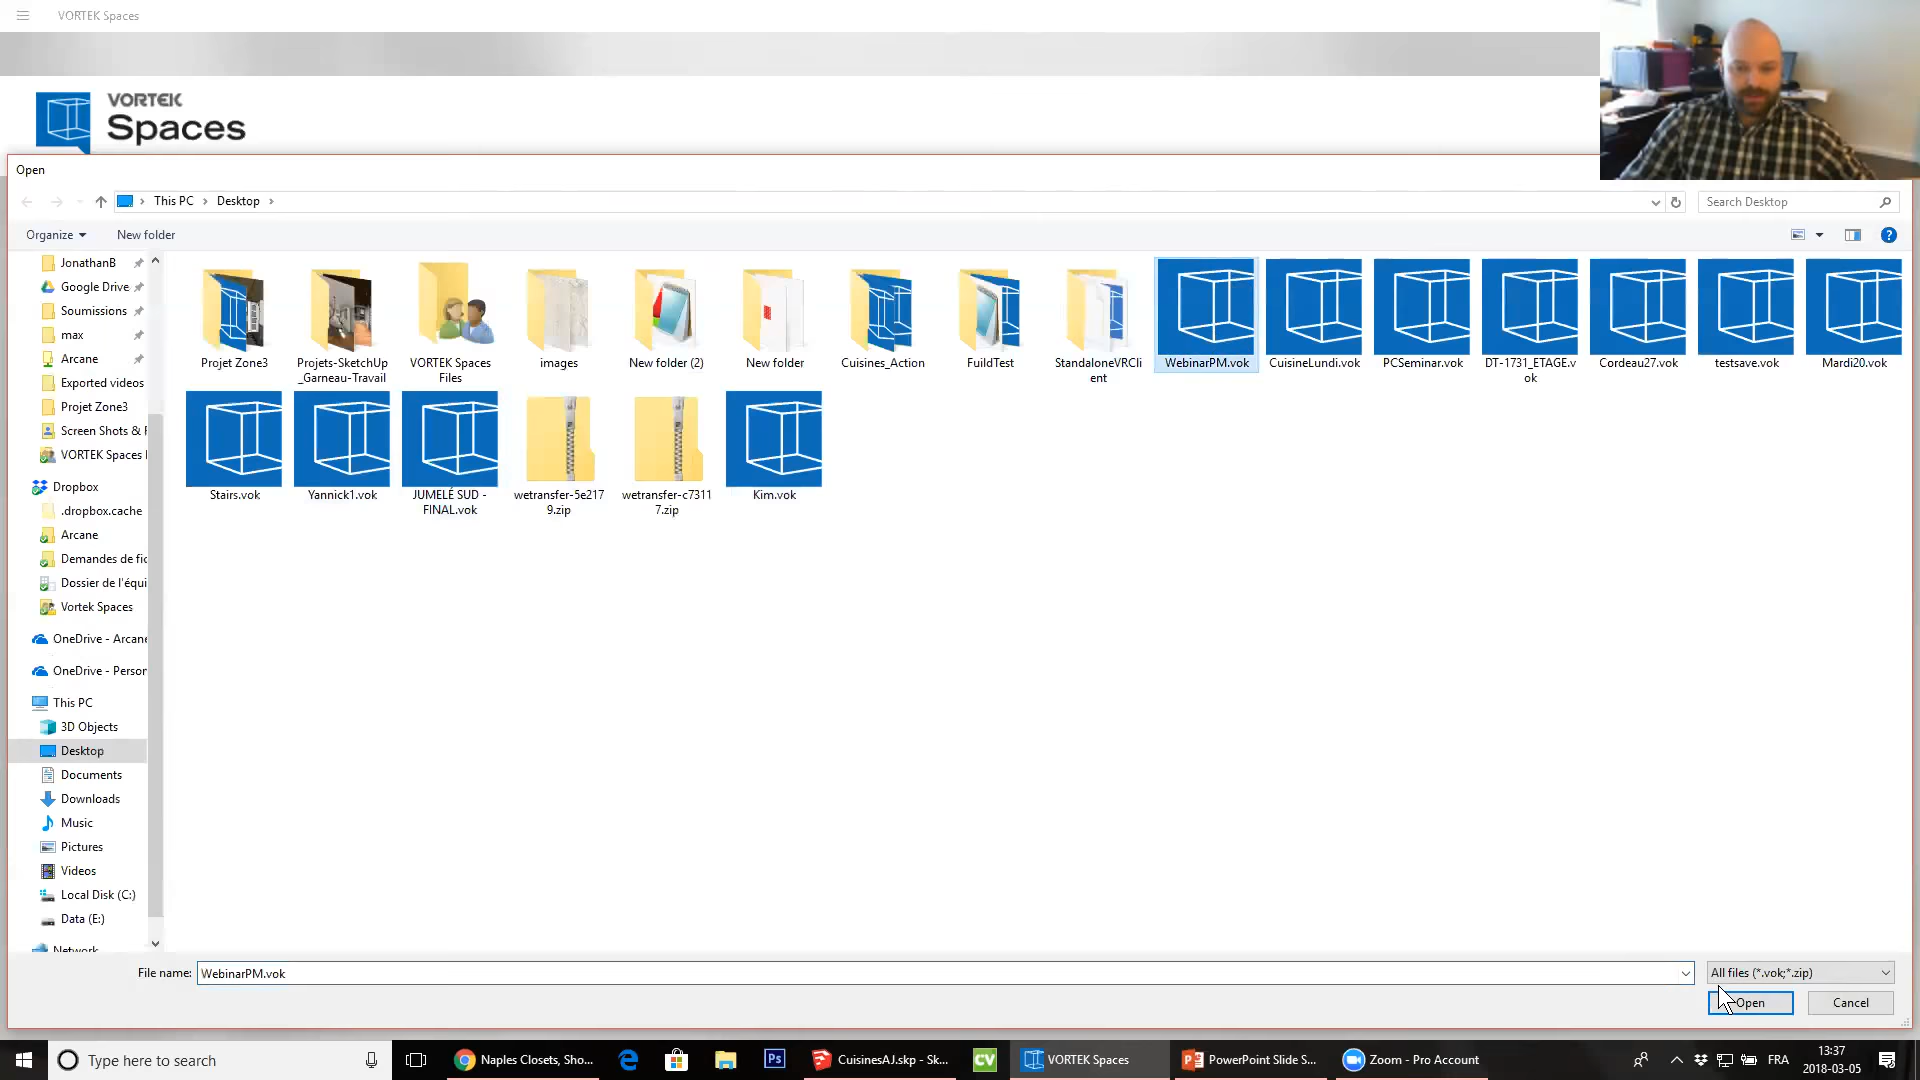 VORTEK Spaces
VORTEK
Spaces
Open
This PC
Desktop
Search Desktop
Organize
New folder
JonathanB
Google Drive
Soumissions
max
Arcane
Exported videos
Projet Zone3
Screen Shots & F
VORTEK Spaces
Dropbox
.dropbox.cache
Arcane
Demandes de fic
Dossier de l'équi
Vortek Spaces
OneDrive - Arcane
OneDrive - Person
This PC
3D Objects
Desktop
Documents
Downloads
Music
Pictures
Videos
Local Disk (C:)
Data (E:)
Network
Projet Zone3
Projets-SketchUp
_Garneau-Travail
VORTEK Spaces
Files
images
New folder (2)
New folder
Cuisines_Action
FuildTest
StandaloneVRCli
ent
WebinarPM.vok
CuisineLundi.vok
PCSeminar.vok
DT-1731_ETAGE.v
ok
Cordeau27.vok
testsave.vok
Mardi20.vok
Stairs.vok
Yannick1.vok
JUMELÉ SUD -
FINAL.vok
wetransfer-5e217
9.zip
wetransfer-c7311
7.zip
Kim.vok
File name:
WebinarPM.vok
All files (*.vok;*.zip)
Open
Cancel
Type here to search
Naples Closets, Sho...
Ps
CuisinesAJ.skp - Sk...
CV
VORTEK Spaces
PowerPoint Slide S...
Zoom - Pro Account
FRA
13:37
2018-03-05